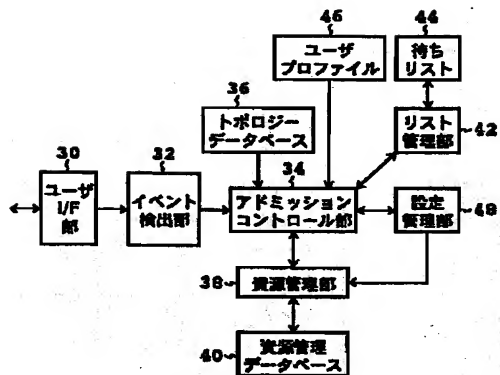 46
44
ユーザ
プロファイル
待ち
リスト
36
トポロジー
データベース
リスト
管理部
42
30
32
34
ユーザ
I/F
部
イベント
検出部
アドミッション
コントロール部
設定
管理部
48
38
資源管理部
40
資源管理
データベース